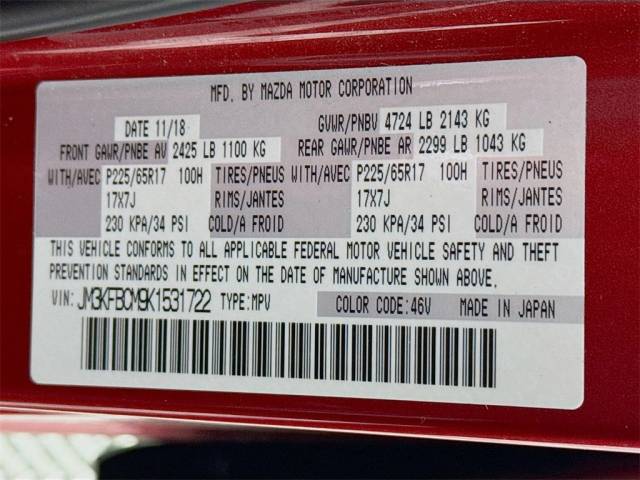 MFD. BY MAZDA MOTOR CORPORATION
DATE 11/18 GVWR/PNBV 4724 LB 2143 KG
FRONT GAWR/PNBE AV 2425 LB 1100 KG REAR GAWR/PNBE AR 2299 LB 1043 KG
WITH/AVEC P225/65R17 100H TIRES/PNEUS WITH/AVEC P225/65R17 100H TIRES/PNEUS
17X7J RIMS/JANTES 17X7J RIMS/JANTES
230 KPA/34 PSI COLD/A FROID 230 KPA/34 PSI COLD/A FROID
THIS VEHICLE CONFORMS TO ALL APPLICABLE FEDERAL MOTOR VEHICLE SAFETY AND THEFT
PREVENTION STANDARDS IN EFFECT ON THE DATE OF MANUFACTURE SHOWN ABOVE.
VIN: JM3KFBCM9K1531722 TYPE:MPV COLOR CODE:46V MADE IN JAPAN